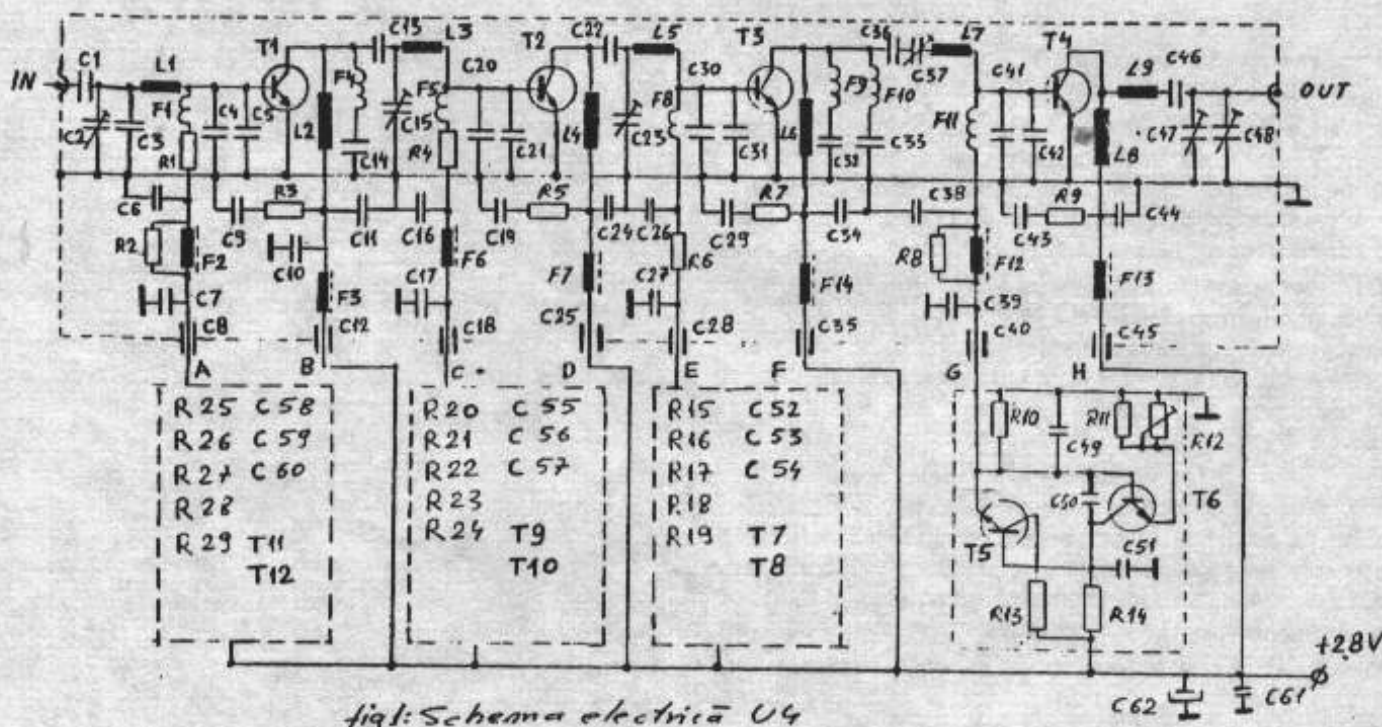 C13 L3 C22 L5 C36 L7
C1 L1 T1 T2 T3 C37 T4 L9 C46
IN F1 C4 C5 F4 F5 C20 F8 C30 F9 F10 C41 OUT
C2 C3 L2 C15 C21 L4 C23 C31 L6 F11 C42 C47 C48
R1 C14 R4 C32 C33 L8
C6 R3 R5 R7 C38 R9
R2 C9 C11 C16 C19 C24 C26 C29 C34 R8 C43 C44
F2 C10 F6 F7 R6 F12 F13
C7 F3 C17 C27 F14 C39
C8 C12 C18 C25 C28 C35 C40 C45
A B C D E F G H
R25 C58 R20 C55 R15 C52 R10 R11
R26 C59 R21 C56 R16 C53 C49 R12
R27 C60 R22 C57 R17 C54
R28 R23 R18 C50 T6
R29 T11 R24 T9 R19 T7 T5 C51
T12 T10 T8
R13 R14
+28V
C62 C61
fig1: Schema electrică U4